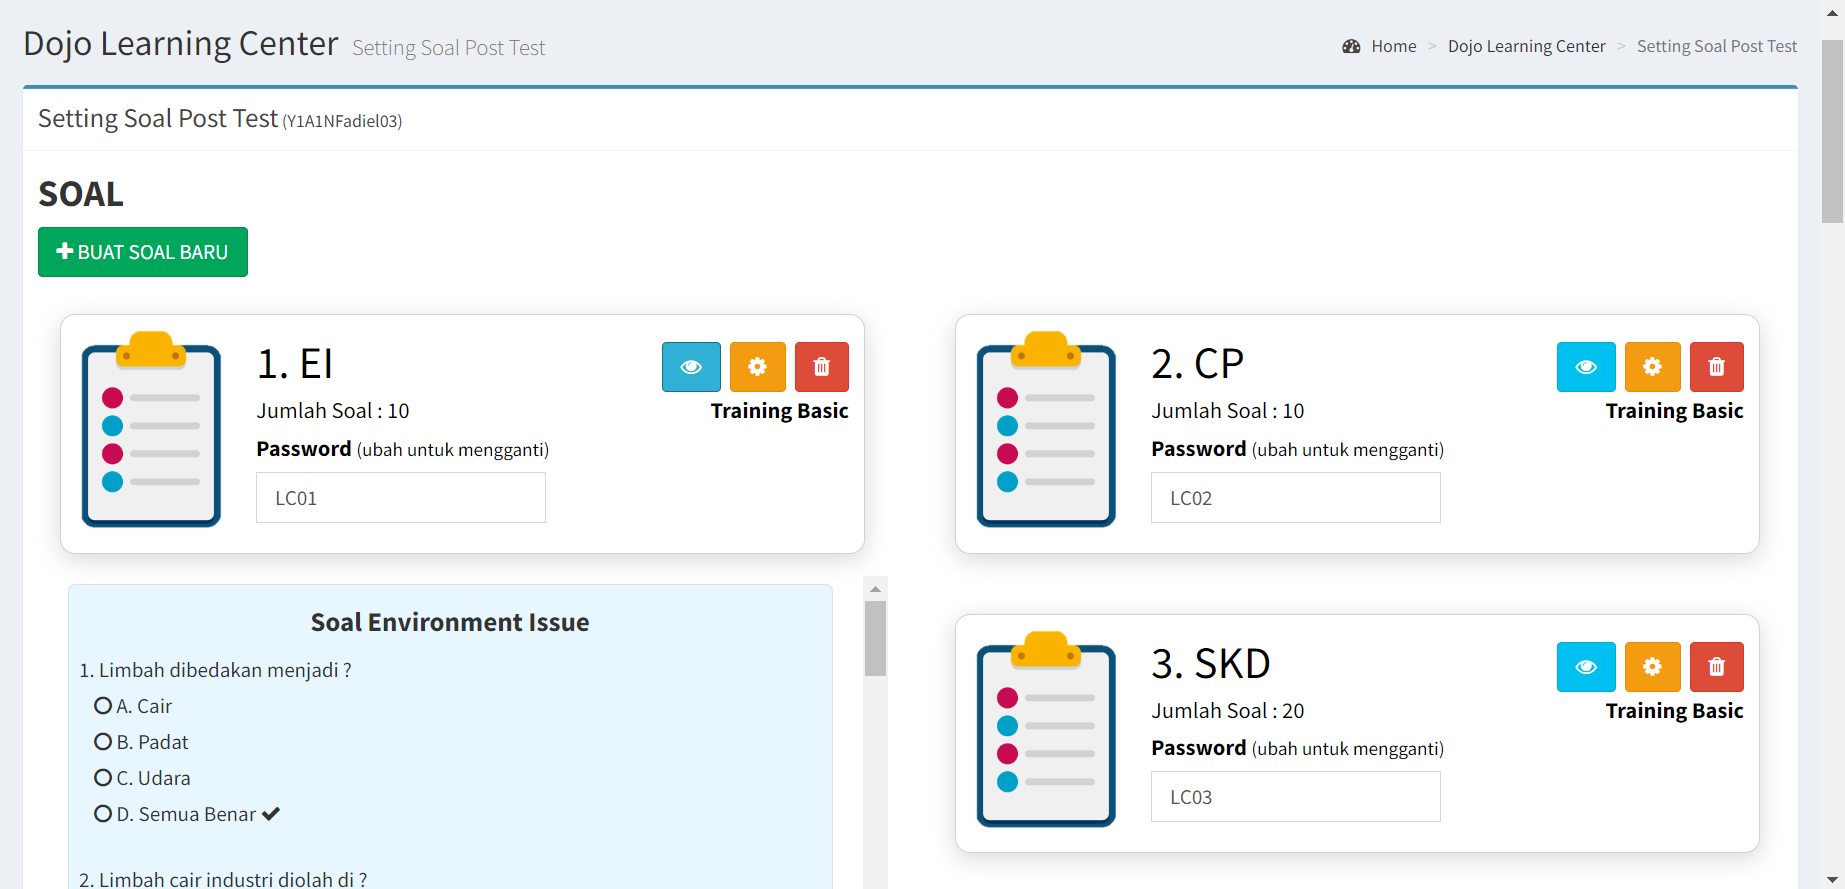 Dojo Learning Center Setting Soal Post Test
Home > Dojo Learning Center > Setting Soal Post Test
Setting Soal Post Test (Y1A1NFadiel03)
SOAL
BUAT SOAL BARU
1. EI
Jumlah Soal : 10
Training Basic
Password (ubah untuk mengganti)
LC01
2. CP
Jumlah Soal : 10
Training Basic
Password (ubah untuk mengganti)
LC02
Soal Environment Issue
1. Limbah dibedakan menjadi ?
A. Cair
B. Padat
C. Udara
D. Semua Benar
2. Limbah cair industri diolah di ?
3. SKD
Jumlah Soal : 20
Training Basic
Password (ubah untuk mengganti)
LC03